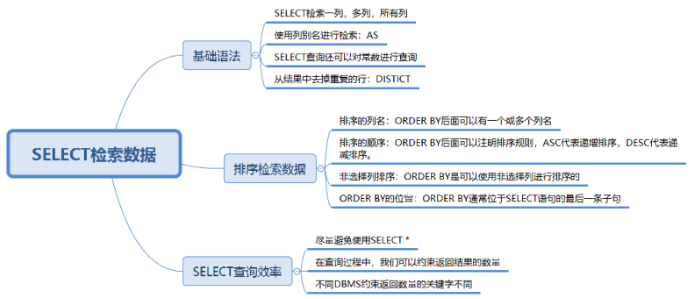 SELECT检索数据
基础语法
SELECT检索一列，多列，所有列
使用列别名进行检索：AS
SELECT查询还可以对常数进行查询
从结果中去掉重复的行：DISTICT
排序检索数据
排序的列名：ORDER BY后面可以有一个或多个列名
排序的顺序：ORDER BY后面可以注明排序规则，ASC代表递增排序，DESC代表递
减排序。
非选择列排序：ORDER BY是可以使用非选择列进行排序的
ORDER BY的位置：ORDER BY通常位于SELECT语句的最后一条子句
SELECT查询效率
尽量避免使用SELECT *
在查询过程中，我们可以约束返回结果的数量
不同DBMS约束返回数量的关键字不同